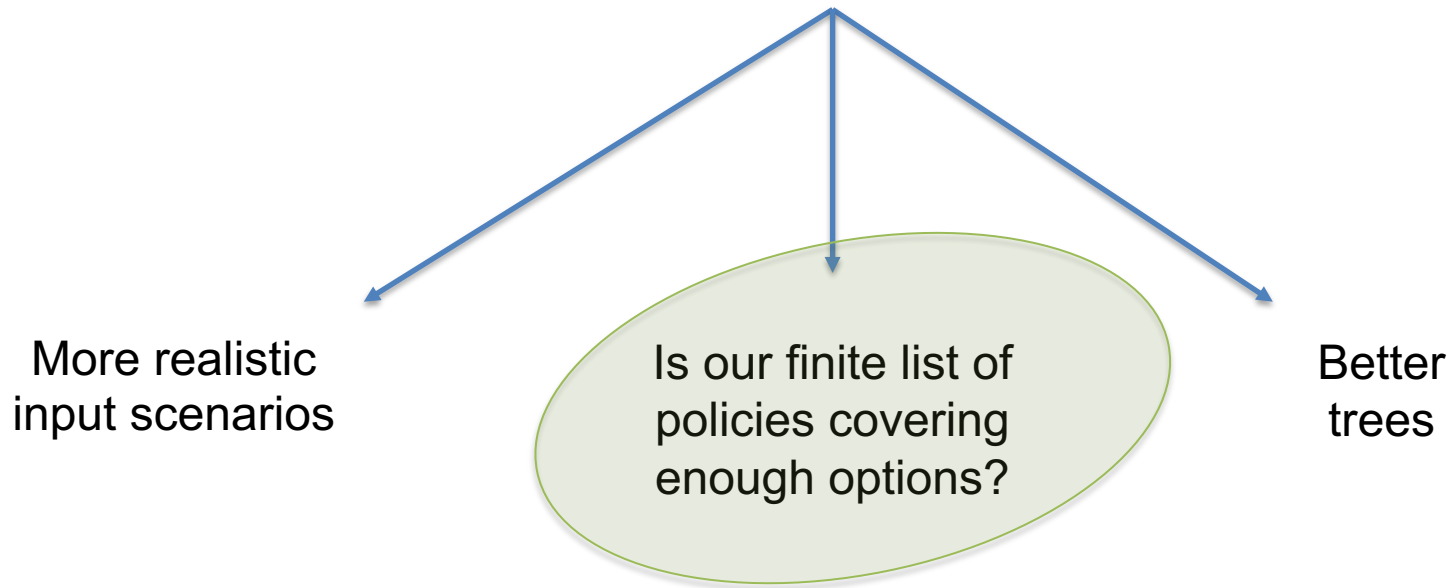 More realistic
input scenarios
Is our finite list of
policies covering
enough options?
Better
trees